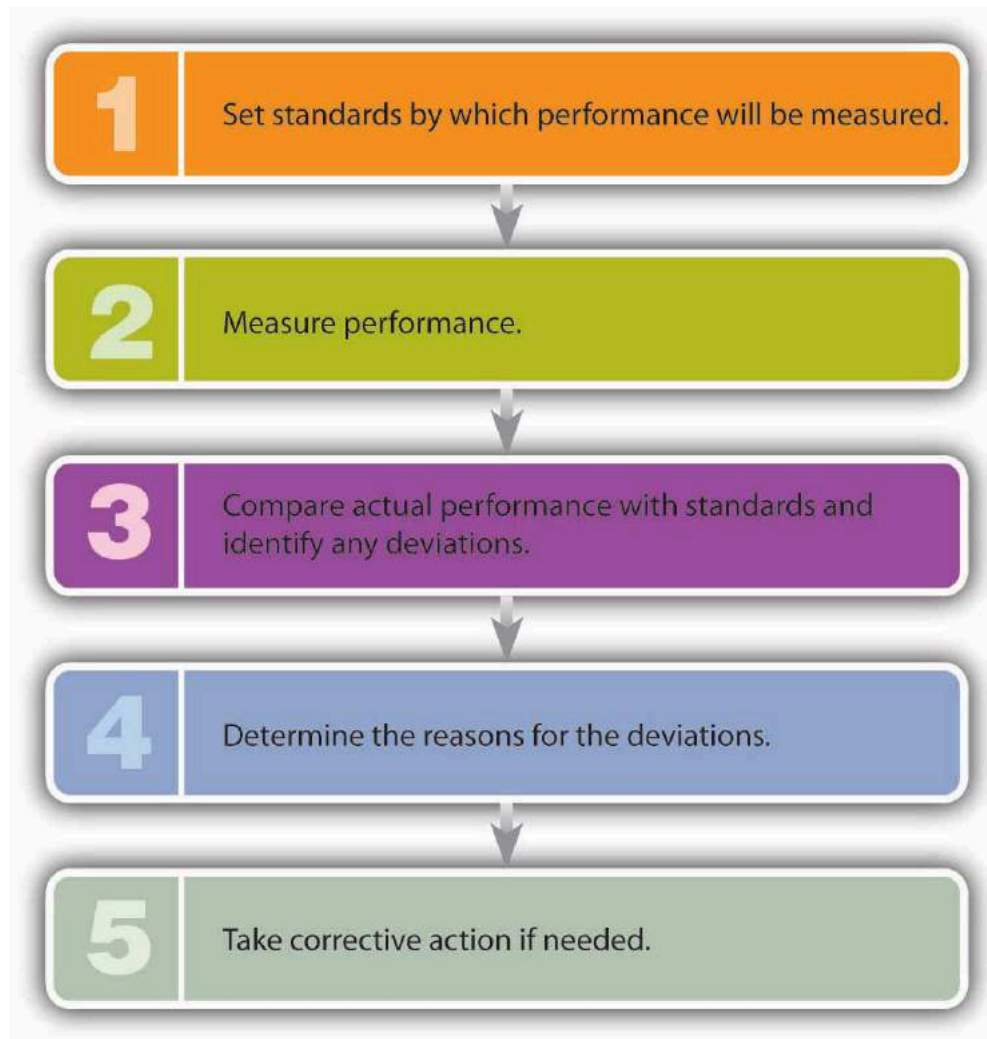 1
Set standards by which performance will be measured.
2
Measure performance.
3
Compare actual performance with standards and
identify any deviations.
4
Determine the reasons for the deviations.
5
Take corrective action if needed.